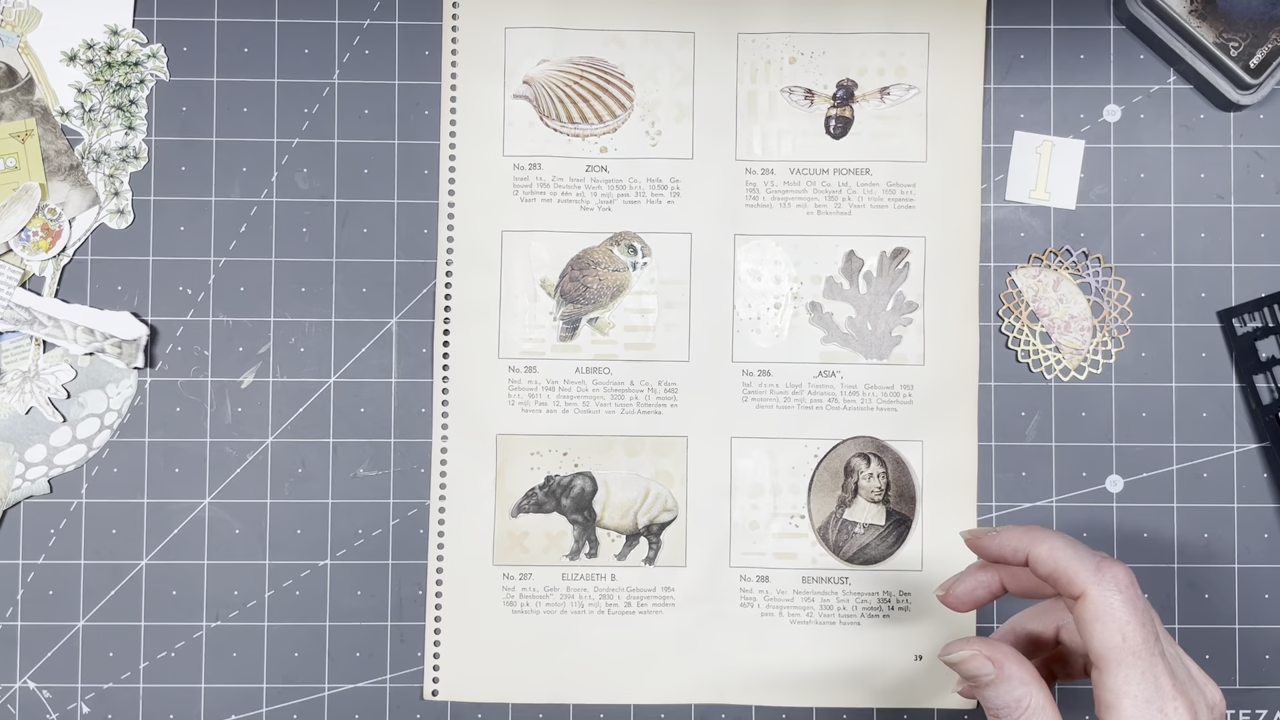 No. 283. ZION,
Israel t.s., Zim Israel Navigation Co., Haifa. Ge-
bouwd 1956 Deutsche Werft. 10.500 b.r.t., 10.500 p.k.
(2 turbines op één as), 19 mijl; pass. 312, bem. 129.
Vaart met zusterschip „Israël" tussen Haifa en
New York.
No. 284. VACUUM PIONEER,
Eng. V.S., Mobil Oil Co. Ltd., Londen. Gebouwd
1953, Grangemouth Dockyard Co. Ltd.; 1650 b.r.t.,
1740 t. draagvermogen, 1350 p.k. (1 triple expansie-
machine), 13.5 mijl; bem. 22. Vaart tussen Londen
en Birkenhead.
No. 285. ALBIREO,
Ned. m.s., Van Nievelt, Goudriaan & Co., R'dam.
Gebouwd 1948 Ned. Dok en Scheepsbouw Mij., 6482
b.r.t., 9611 t. draagvermogen, 5200 p.k. (1 motor),
12 mijl; Pass. 12, bem. 52. Vaart tussen Rotterdam en
havens aan de Oostkust van Zuid-Amerika.
No. 286. „ASIA",
Ital. d.s.m.s. Lloyd Triestino, Triest. Gebouwd 1953
Cantieri Riuniti dell' Adriatico, 11.695 b.r.t., 16.000 p.k
(2 motoren), 20 mijl; pass. 476, bem. 213. Onderhoudt
dienst tussen Triest en Oost-Aziatische havens.
No. 287. ELIZABETH B.
Ned. m.t.s., Gebr. Broere, Dordrecht. Gebouwd 1954
„De Biesbosch". 2394 b.r.t., 2830 t. draagvermogen,
1680 p.k. (1 motor) 11½ mijl; bem. 28. Een modern
tankschip voor de vaart in de Europese wateren.
No. 288. BENINKUST,
Ned. m.s., Ver. Nederlandsche Scheepvaart Mij., Den
Haag. Gebouwd 1954 Jan Smit Czn.; 3354 b.r.t.,
4679 t. draagvermogen, 3300 p.k. (1 motor), 14 mijl;
pass. 8, bem. 42. Vaart tussen A'dam en
Westafrikaanse havens.
39
1
30°
15°
TEZA